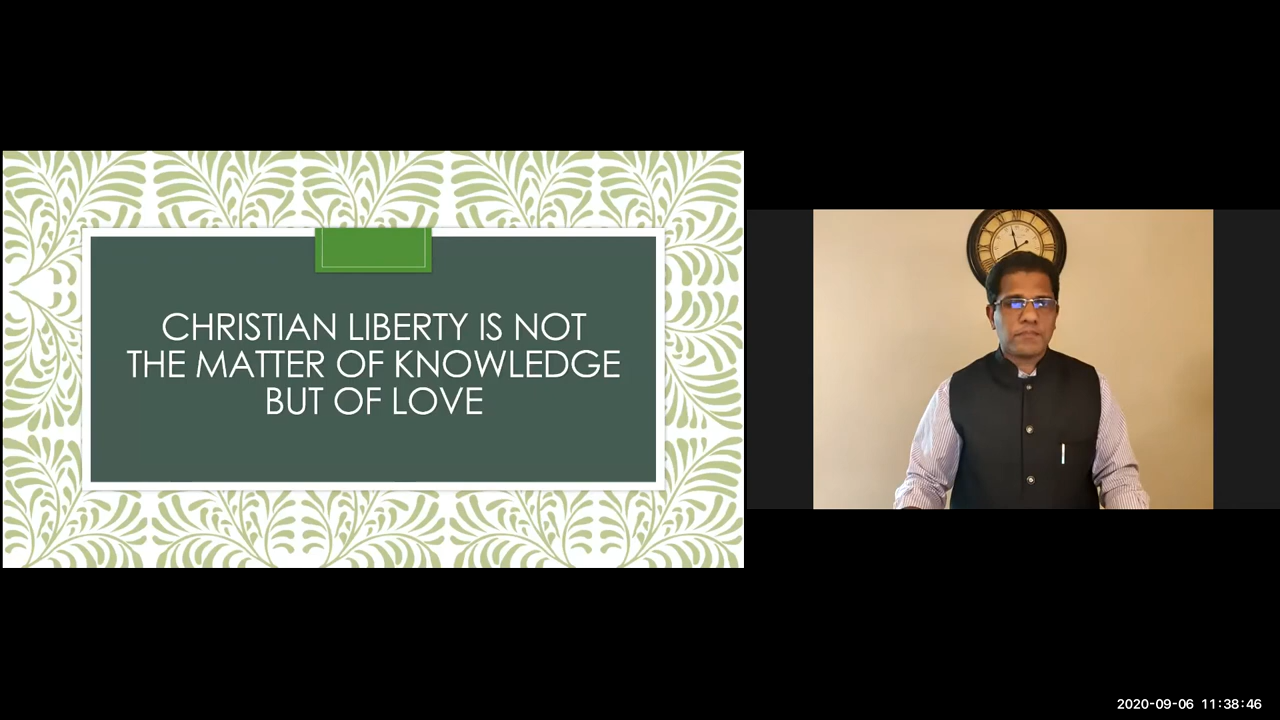 CHRISTIAN LIBERTY IS NOT
THE MATTER OF KNOWLEDGE
BUT OF LOVE
2020-09-06 11:38:46